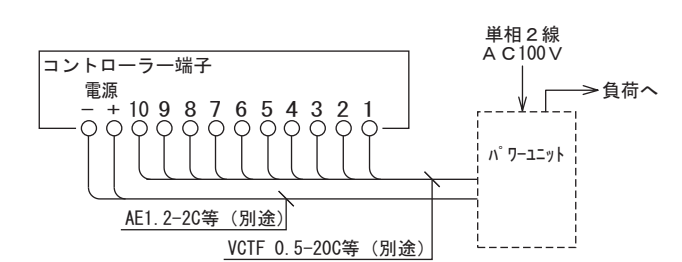 単相２線
ＡＣ100Ｖ
コントローラー端子
電源
負荷へ
− + 10 9 8 7 6 5 4 3 2 1
ﾊﾟﾜｰﾕﾆｯﾄ
AE1.2-2C等（別途）
VCTF 0.5-20C等（別途）